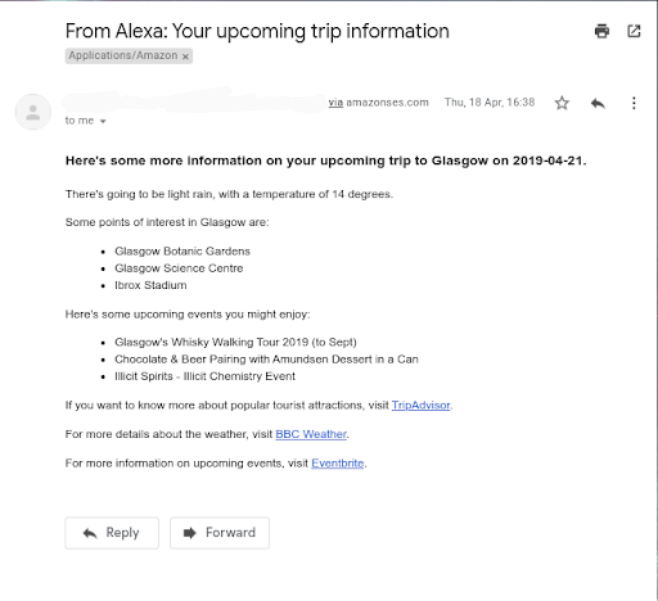 From Alexa: Your upcoming trip information
Applications/Amazon x
via amazonses.com Thu, 18 Apr, 16:38
to me
Here's some more information on your upcoming trip to Glasgow on 2019-04-21.
There's going to be light rain, with a temperature of 14 degrees.
Some points of interest in Glasgow are:
• Glasgow Botanic Gardens
• Glasgow Science Centre
• Ibrox Stadium
Here's some upcoming events you might enjoy:
• Glasgow's Whisky Walking Tour 2019 (to Sept)
• Chocolate & Beer Pairing with Amundsen Dessert in a Can
• Illicit Spirits - Illicit Chemistry Event
If you want to know more about popular tourist attractions, visit TripAdvisor.
For more details about the weather, visit BBC Weather.
For more information on upcoming events, visit Eventbrite.
Reply Forward